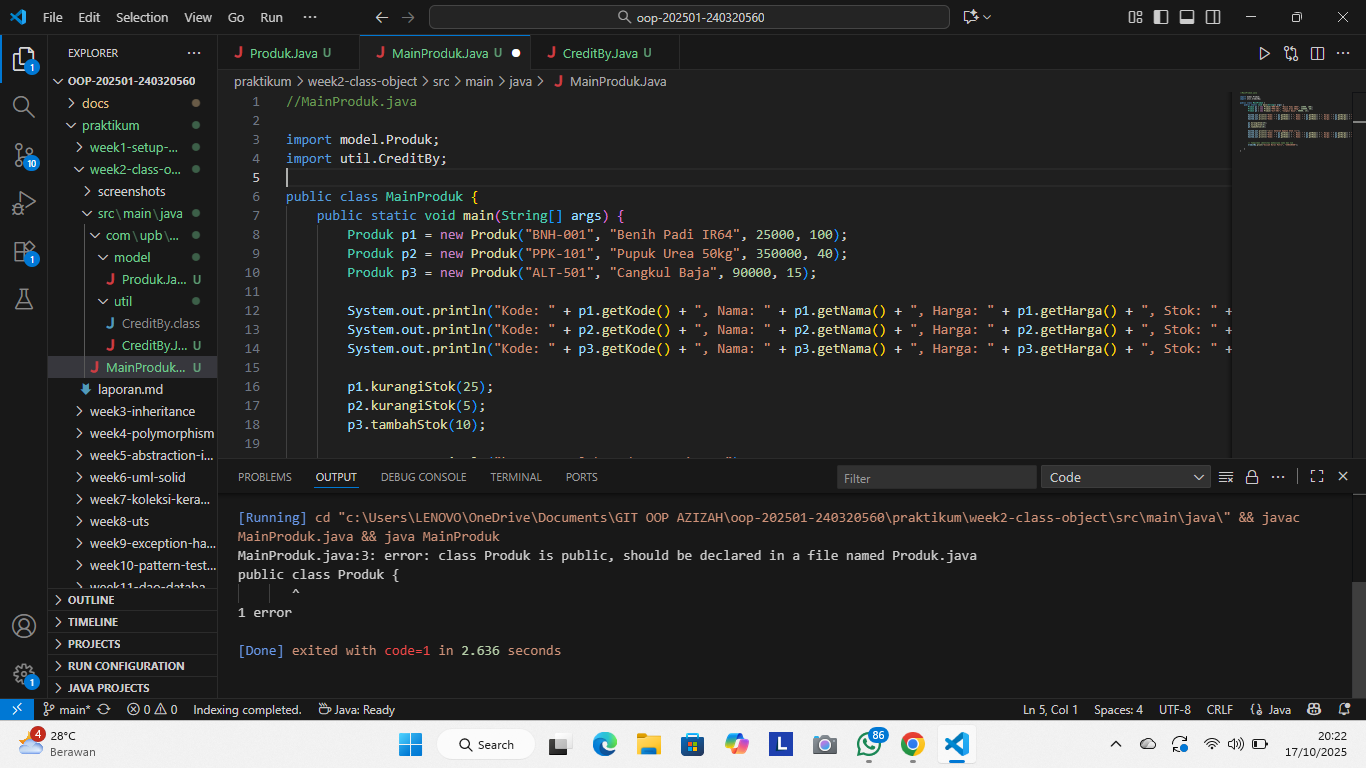 File Edit Selection View Go Run ··· oop-202501-240320560
EXPLORER ···
OOP-202501-240320560
docs
praktikum
week1-setup-...
week2-class-o...
screenshots
src\main\java
com\upb\...
model
Produk.Ja... U
util
CreditBy.class
CreditBy.J... U
MainProduk... U
laporan.md
week3-inheritance
week4-polymorphism
week5-abstraction-i...
week6-uml-solid
week7-koleksi-kera...
week8-uts
week9-exception-ha...
week10-pattern-test...
week11-dao-databa...
OUTLINE
TIMELINE
PROJECTS
RUN CONFIGURATION
JAVA PROJECTS
1
10
1
1
Produk.Java U MainProduk.Java U CreditBy.Java U
praktikum > week2-class-object > src > main > java > MainProduk.Java
1 //MainProduk.java
2
3 import model.Produk;
4 import util.CreditBy;
5
6 public class MainProduk {
7 public static void main(String[] args) {
8 Produk p1 = new Produk("BNH-001", "Benih Padi IR64", 25000, 100);
9 Produk p2 = new Produk("PPK-101", "Pupuk Urea 50kg", 350000, 40);
10 Produk p3 = new Produk("ALT-501", "Cangkul Baja", 90000, 15);
11
12 System.out.println("Kode: " + p1.getKode() + ", Nama: " + p1.getNama() + ", Harga: " + p1.getHarga() + ", Stok: " +
13 System.out.println("Kode: " + p2.getKode() + ", Nama: " + p2.getNama() + ", Harga: " + p2.getHarga() + ", Stok: " +
14 System.out.println("Kode: " + p3.getKode() + ", Nama: " + p3.getNama() + ", Harga: " + p3.getHarga() + ", Stok: " +
15
16 p1.kurangiStok(25);
17 p2.kurangiStok(5);
18 p3.tambahStok(10);
19
PROBLEMS OUTPUT DEBUG CONSOLE TERMINAL PORTS Filter Code
[Running] cd "c:\Users\LENOVO\OneDrive\Documents\GIT OOP AZIZAH\oop-202501-240320560\praktikum\week2-class-object\src\main\java\" && javac
MainProduk.java && java MainProduk
MainProduk.java:3: error: class Produk is public, should be declared in a file named Produk.java
public class Produk {
^
1 error
[Done] exited with code=1 in 2.636 seconds
main* 0 0 Indexing completed. Java: Ready Ln 5, Col 1 Spaces: 4 UTF-8 CRLF {} Java
4 28°C
Berawan
Search
L
86
20:22
17/10/2025